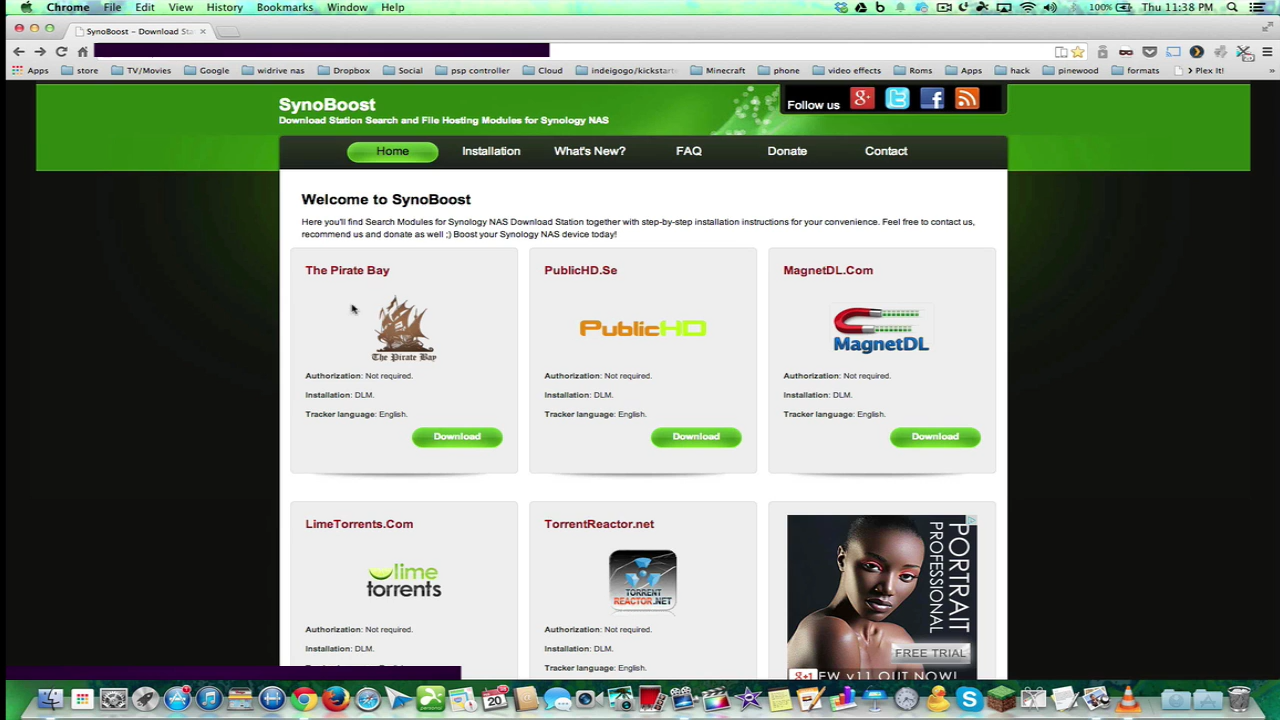 Chrome File Edit View History Bookmarks Window Help 100% Thu 11:38 PM
SynoBoost – Download Sta
Apps store TV/Movies Google widrive nas Dropbox Social psp controller Cloud indeigogo/kickstart Minecraft phone video effects Roms Apps hack pinewood formats > Plex It! »
SynoBoost
Download Station Search and File Hosting Modules for Synology NAS
Follow us
Home Installation What's New? FAQ Donate Contact
Welcome to SynoBoost
Here you'll find Search Modules for Synology NAS Download Station together with step-by-step installation instructions for your convenience. Feel free to contact us,
recommend us and donate as well ;) Boost your Synology NAS device today!
The Pirate Bay
The Pirate Bay
Authorization: Not required.
Installation: DLM.
Tracker language: English.
Download
PublicHD.Se
PublicHD
Authorization: Not required.
Installation: DLM.
Tracker language: English.
Download
MagnetDL.Com
MagnetDL
Authorization: Not required.
Installation: DLM.
Tracker language: English.
Download
LimeTorrents.Com
lime
torrents
Authorization: Not required.
Installation: DLM.
TorrentReactor.net
TORRENT
REACTOR.NET
Authorization: Not required.
Installation: DLM.
Tracker language: English.
PORTRAIT
PROFESSIONAL
FREE TRIAL
EW v11 OUT NOW!
g+1
20